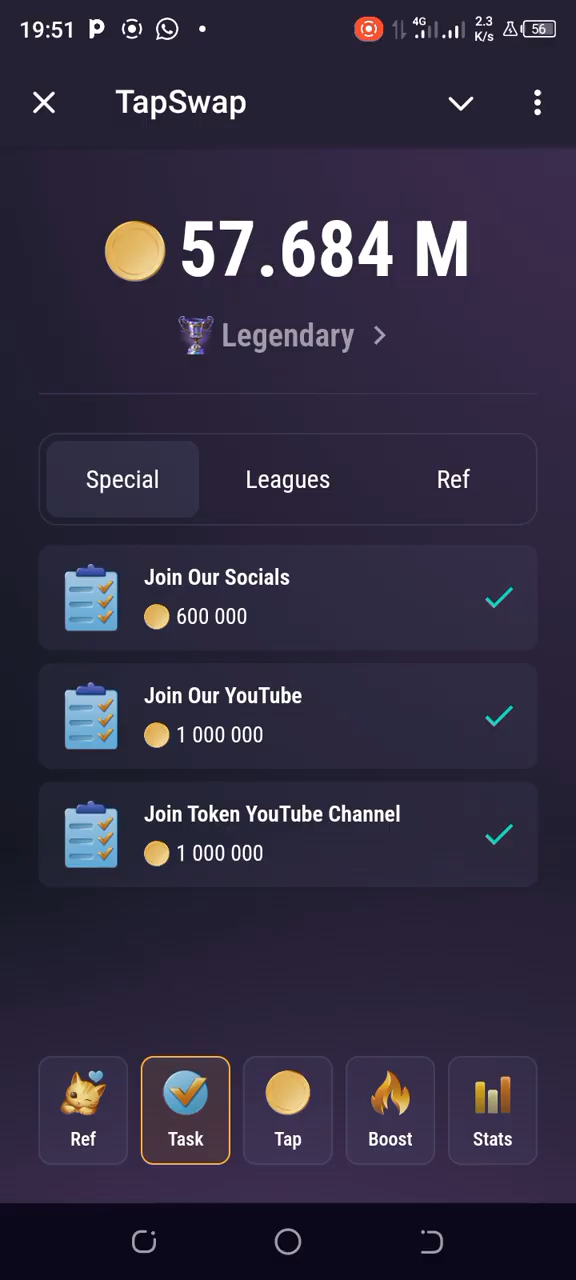 19:51
4G
2.3
K/s
56
TapSwap
57.684 M
Legendary
Special Leagues Ref
Join Our Socials
600 000
Join Our YouTube
1 000 000
Join Token YouTube Channel
1 000 000
Ref Task Tap Boost Stats